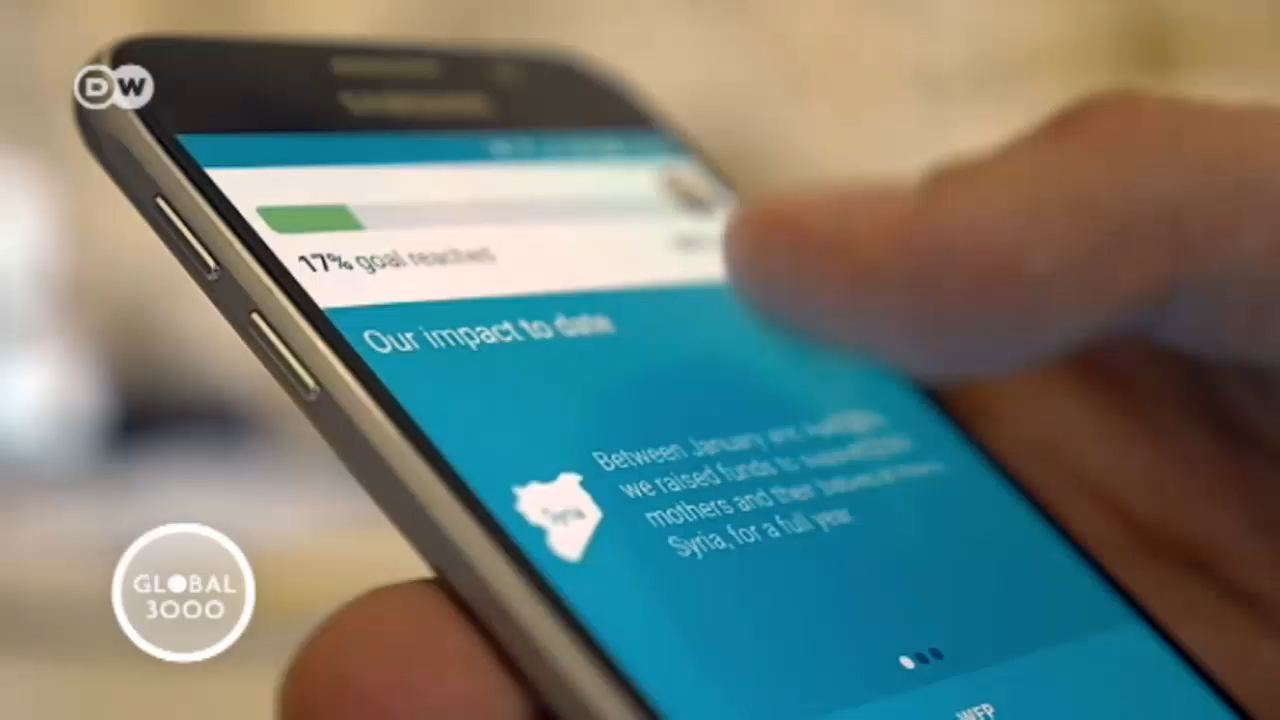 DW
17% goal reached
Our impact to date
Between January and
we raised funds to
mothers and their
Syria, for a full year.
Syria
WFP
GLOBAL
3000